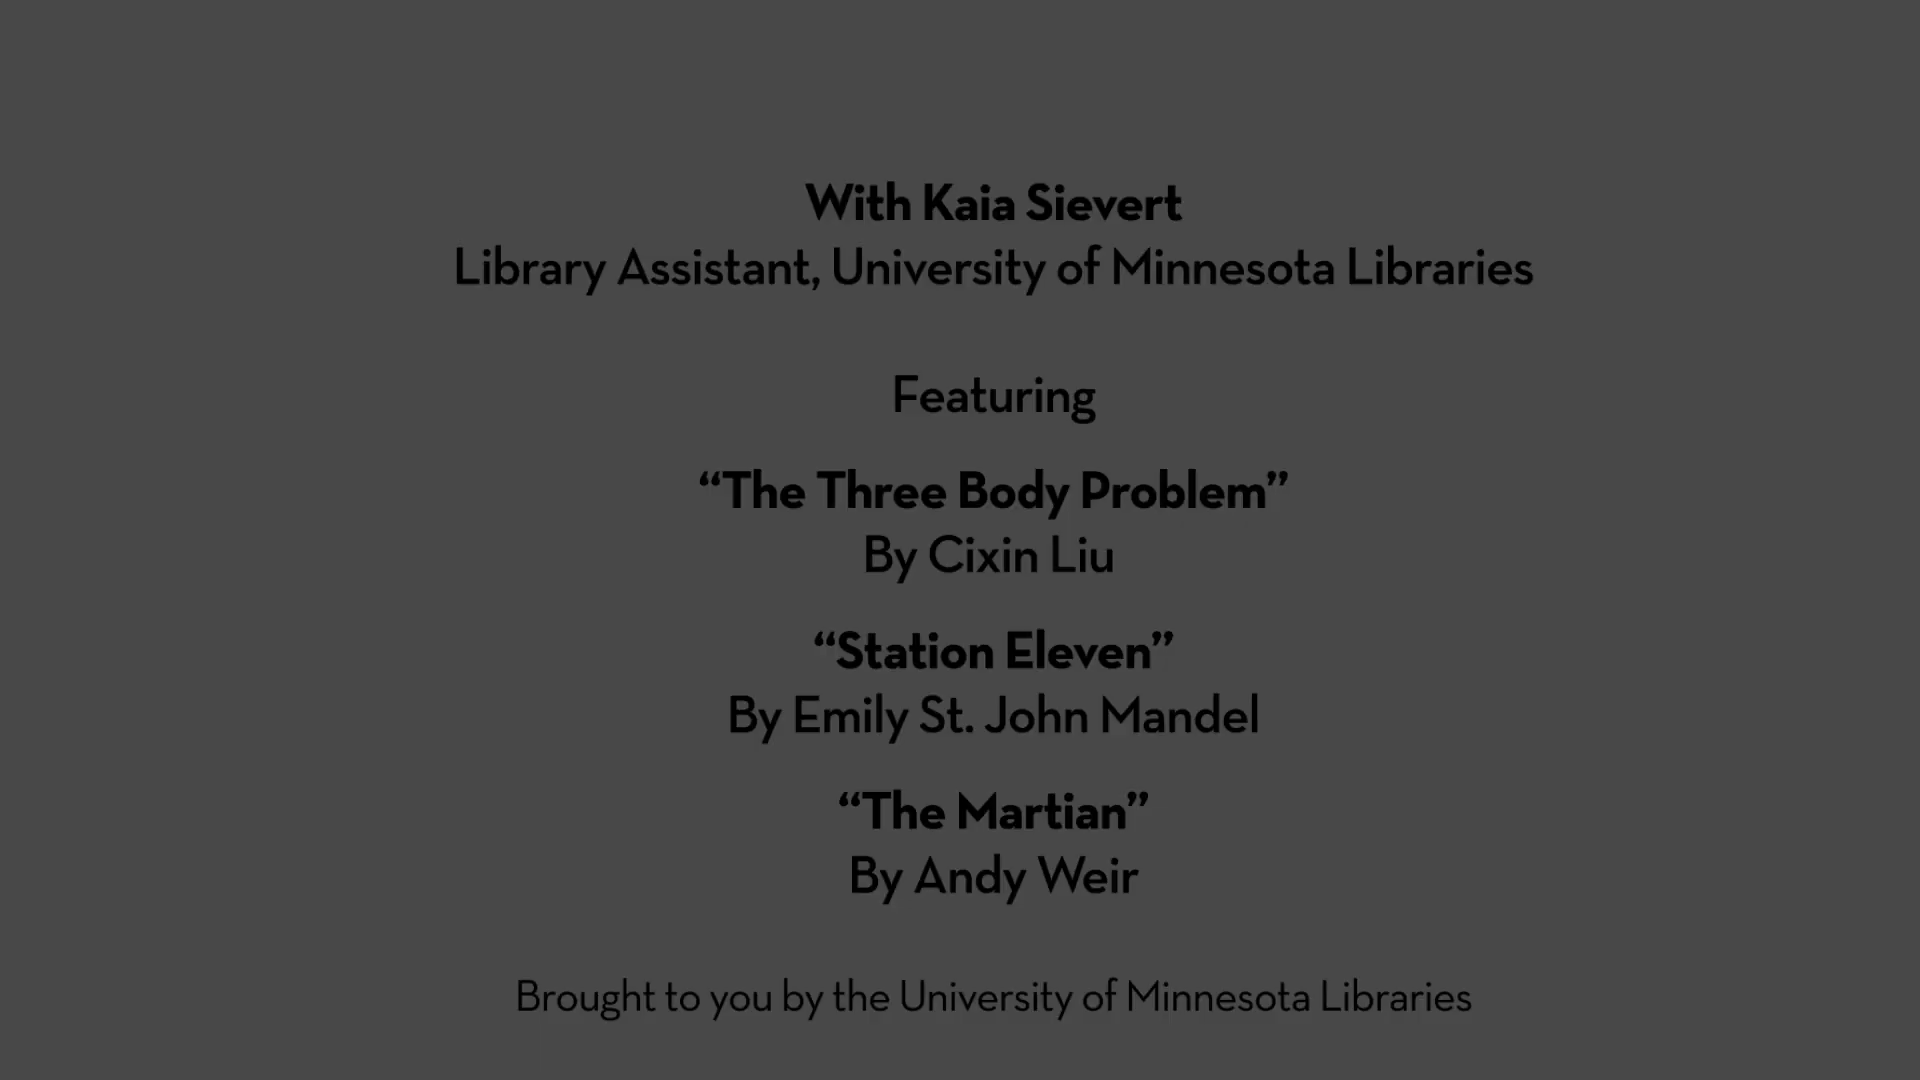 With Kaia Sievert
Library Assistant, University of Minnesota Libraries
Featuring
“The Three Body Problem”
By Cixin Liu
“Station Eleven”
By Emily St. John Mandel
“The Martian”
By Andy Weir
Brought to you by the University of Minnesota Libraries